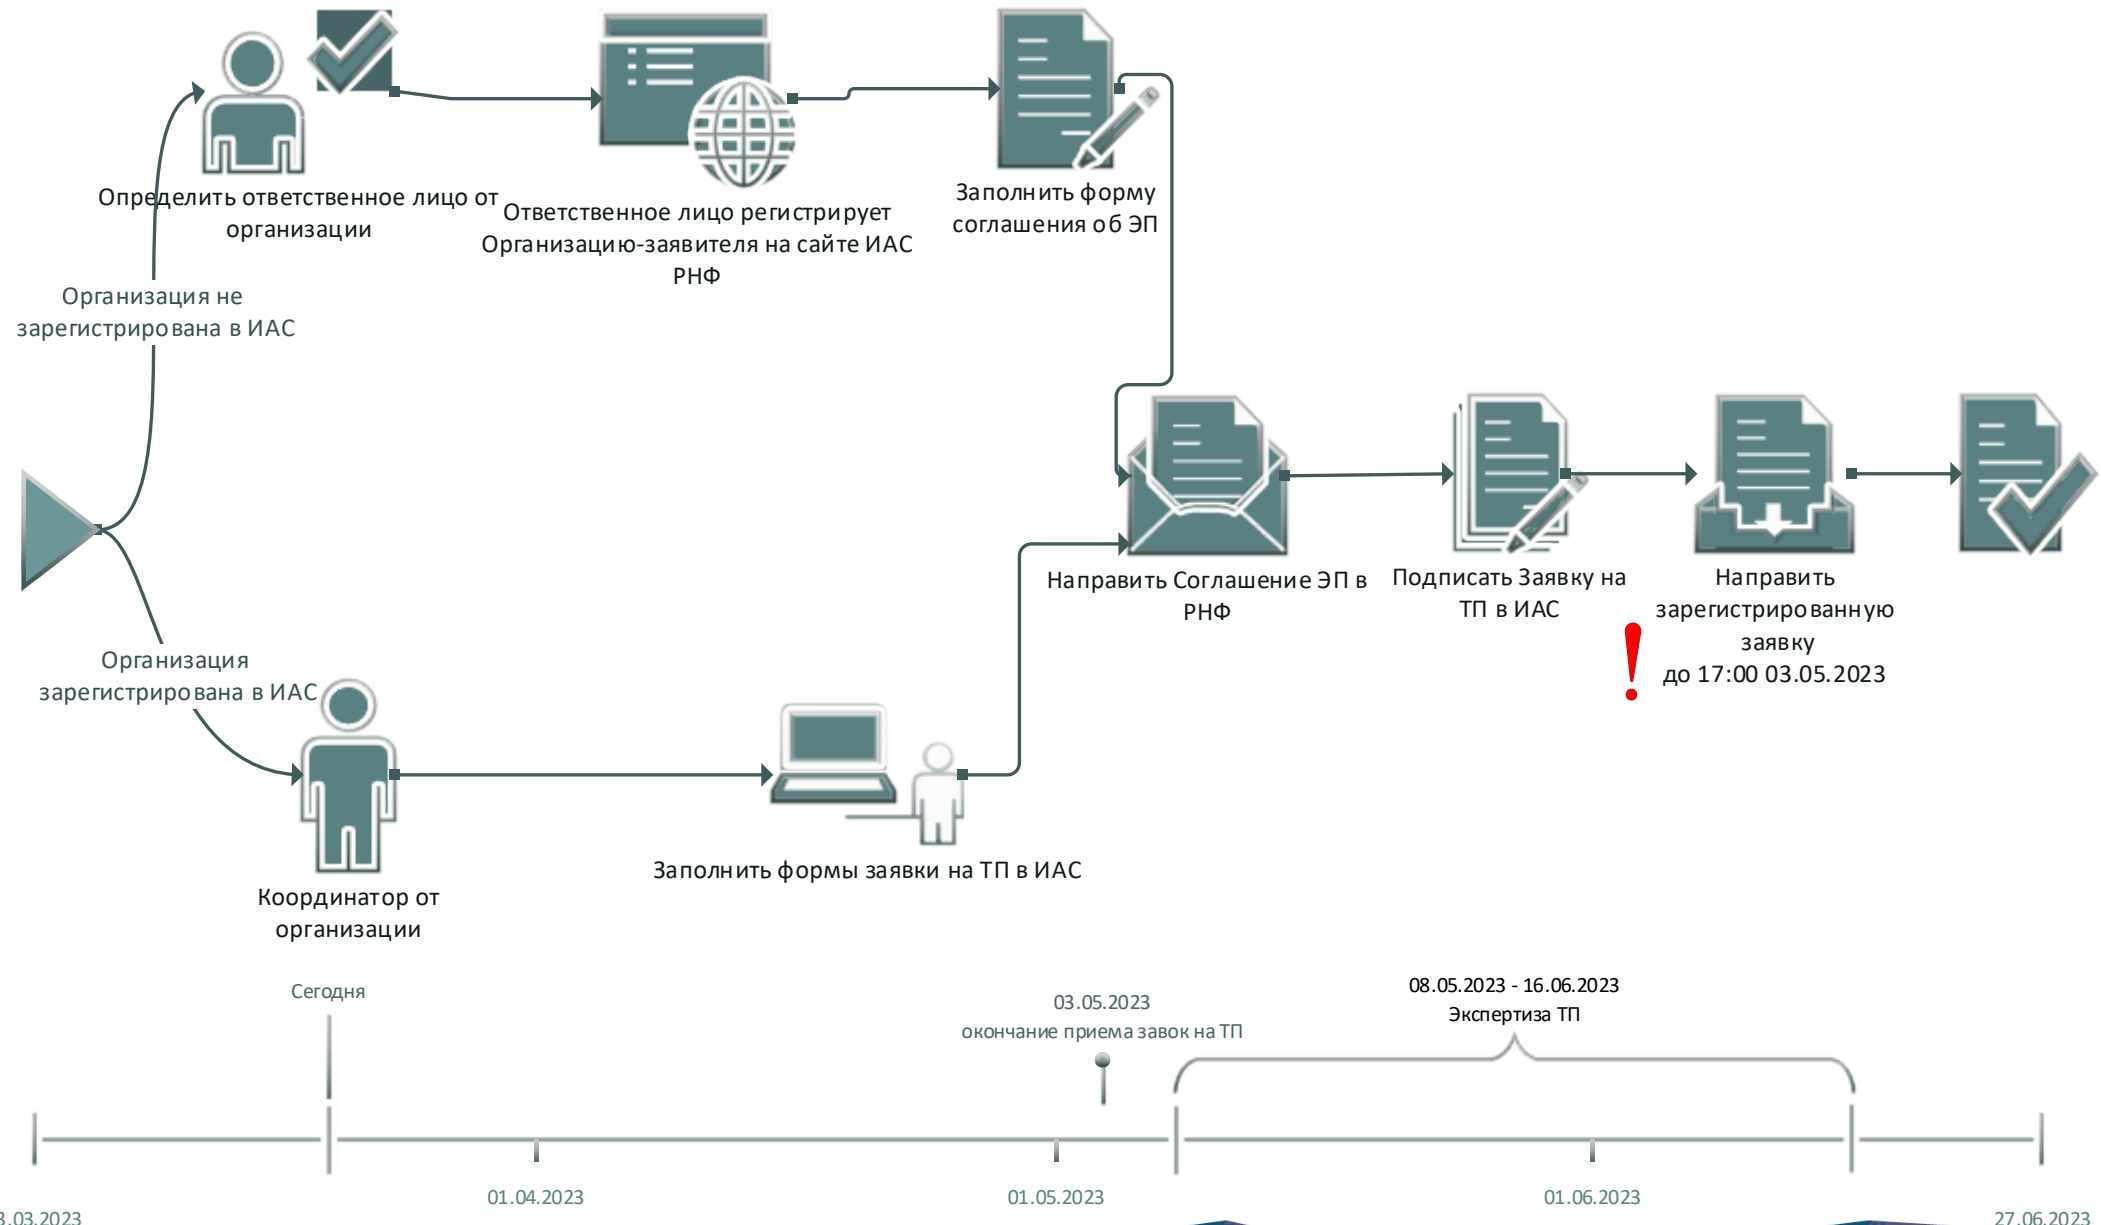 Определить ответственное лицо от
организации
Ответственное лицо регистрирует
Организацию-заявителя на сайте ИАС
РНФ
Заполнить форму
соглашения об ЭП
Организация не
зарегистрирована в ИАС
Направить Соглашение ЭП в
РНФ
Подписать Заявку на
ТП в ИАС
Направить
зарегистрированную
заявку
до 17:00 03.05.2023
Организация
зарегистрирована в ИАС
Координатор от
организации
Заполнить формы заявки на ТП в ИАС
Сегодня
03.05.2023
окончание приема завок на ТП
08.05.2023 - 16.06.2023
Экспертиза ТП
01.04.2023
01.05.2023
01.06.2023
27.06.2023